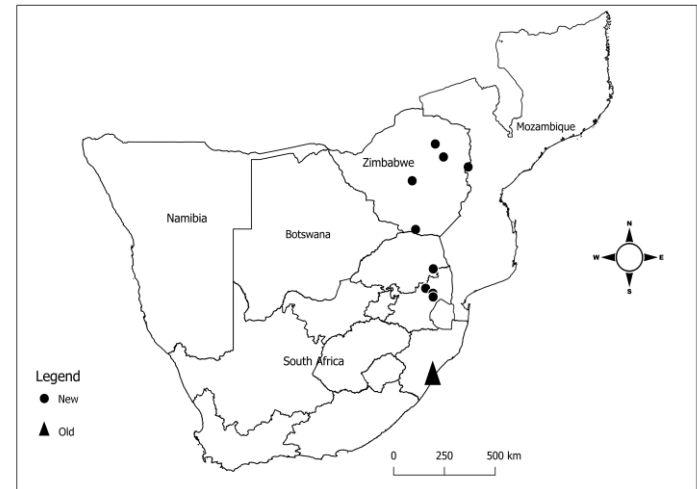 Mozambique
Zimbabwe
Namibia
Botswana
N
W E
S
South Africa
Legend
New
Old
0 250 500 km